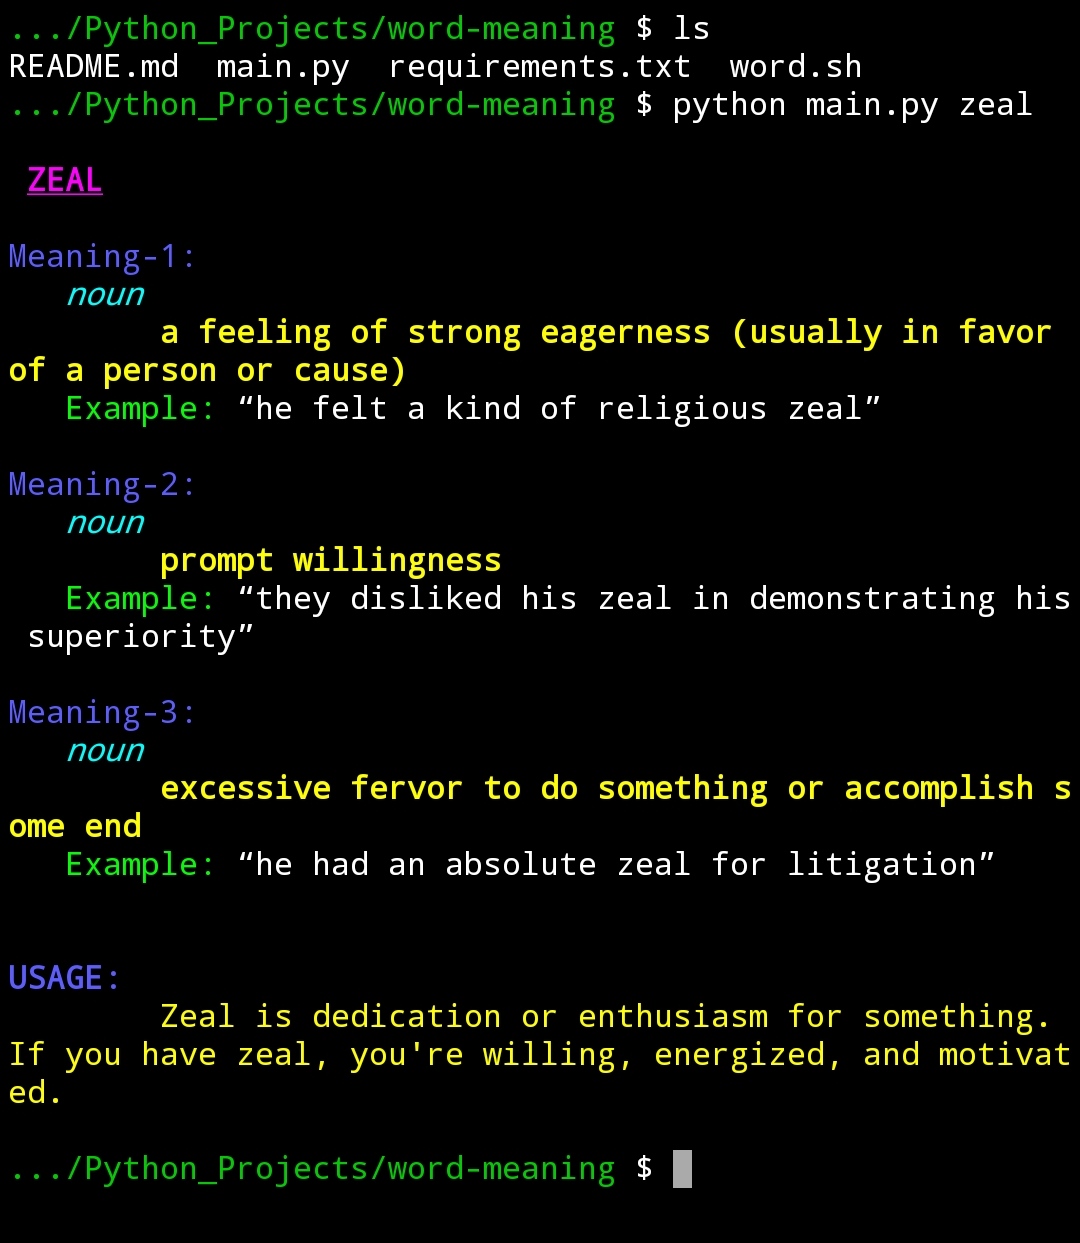 .../Python_Projects/word-meaning $ ls
README.md  main.py  requirements.txt  word.sh
.../Python_Projects/word-meaning $ python main.py zeal
ZEAL
Meaning-1:
noun
a feeling of strong eagerness (usually in favor
of a person or cause)
Example: “he felt a kind of religious zeal”
Meaning-2:
noun
prompt willingness
Example: “they disliked his zeal in demonstrating his
superiority”
Meaning-3:
noun
excessive fervor to do something or accomplish s
ome end
Example: “he had an absolute zeal for litigation”
USAGE:
Zeal is dedication or enthusiasm for something.
If you have zeal, you're willing, energized, and motivat
ed.
.../Python_Projects/word-meaning $